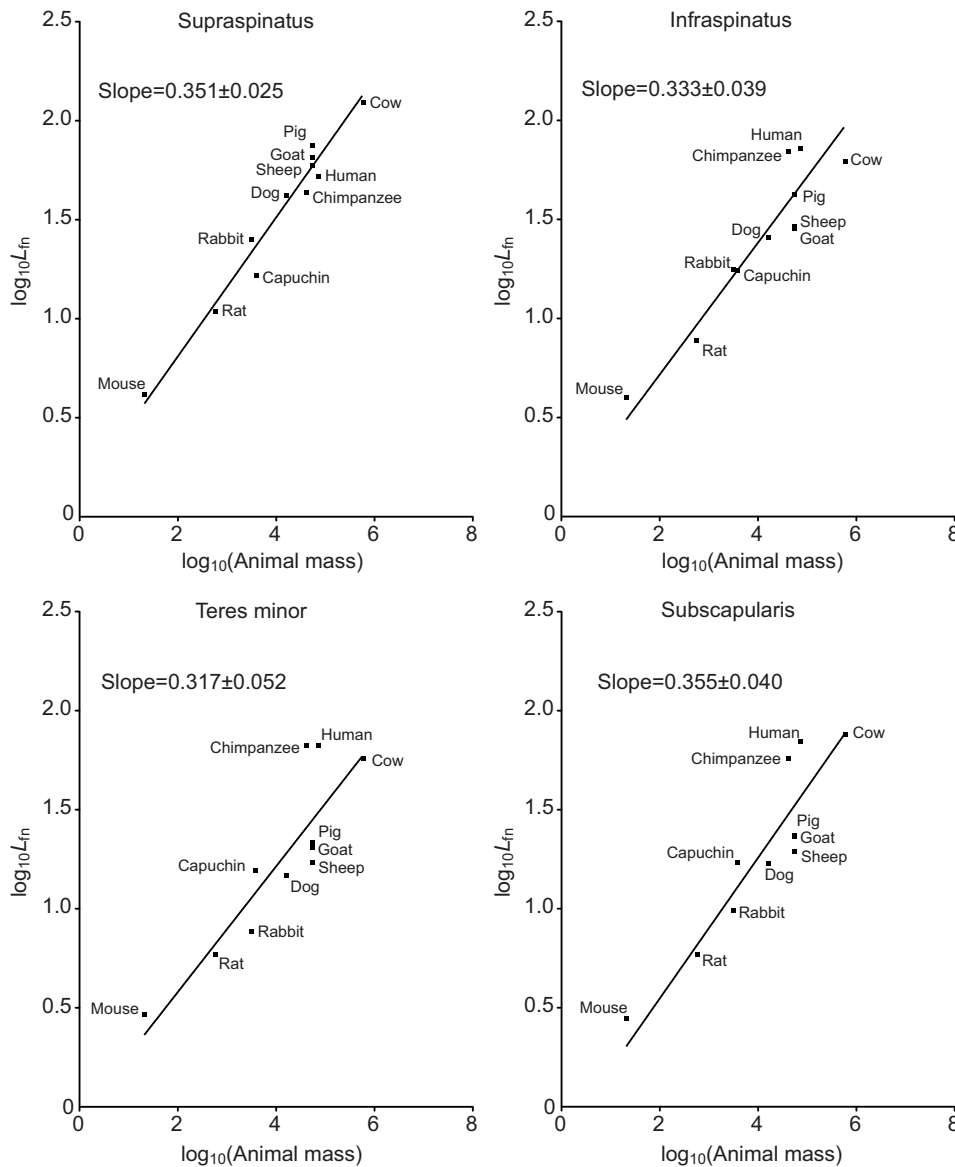 Supraspinatus
Slope=0.351±0.025
2.5
2.0
1.5
1.0
0.5
0
log10Lfn
Cow
Pig
Goat
Sheep
Human
Dog
Chimpanzee
Rabbit
Capuchin
Rat
Mouse
0 2 4 6 8
log10(Animal mass)
Infraspinatus
Slope=0.333±0.039
2.5
2.0
1.5
1.0
0.5
0
log10Lfn
Human
Chimpanzee
Cow
Pig
Sheep
Dog
Goat
Rabbit
Capuchin
Rat
Mouse
0 2 4 6 8
log10(Animal mass)
Teres minor
Slope=0.317±0.052
2.5
2.0
1.5
1.0
0.5
0
log10Lfn
Human
Chimpanzee
Cow
Pig
Goat
Capuchin
Sheep
Dog
Rabbit
Rat
Mouse
0 2 4 6 8
log10(Animal mass)
Subscapularis
Slope=0.355±0.040
2.5
2.0
1.5
1.0
0.5
0
log10Lfn
Human
Cow
Chimpanzee
Pig
Goat
Capuchin
Sheep
Dog
Rabbit
Rat
Mouse
0 2 4 6 8
log10(Animal mass)